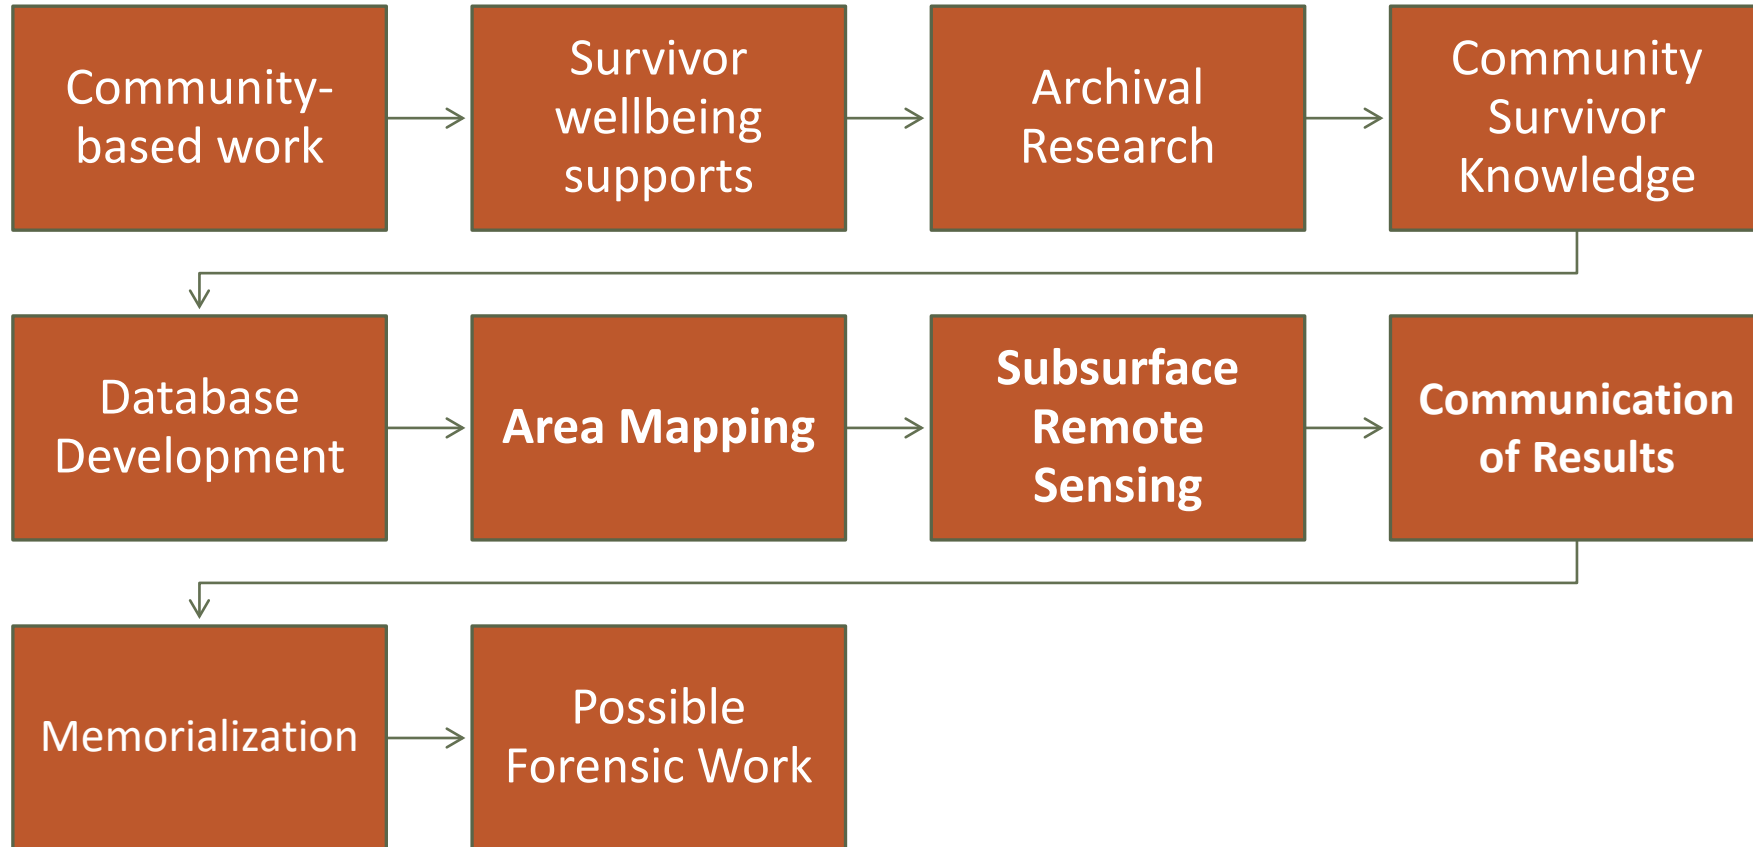 Community-
based work
Survivor
wellbeing
supports
Archival
Research
Community
Survivor
Knowledge
Database
Development
Area Mapping
Subsurface
Remote
Sensing
Communication
of Results
Memorialization
Possible
Forensic Work